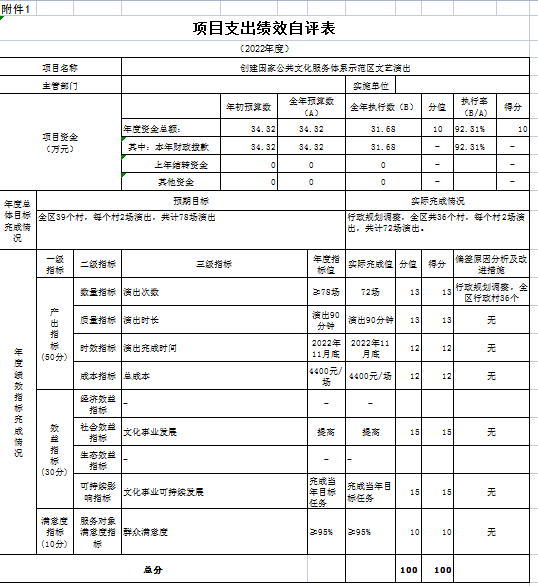 附件1
项目支出绩效自评表
（2022年度）
项目名称 创建国家公共文化服务体系示范区文艺演出
主管部门 实施单位
项目资金（万元） 年初预算数 全年预算数（A） 全年执行数（B） 分值 执行率（B/A） 得分
年度资金总额： 34.32 34.32 31.68 10 92.31% 10
其中：本年财政拨款 34.32 34.32 31.68 - 92.31% -
上年结转资金 0 0 0 - -
其他资金 0 0 0 - -
年度总体目标完成情况 预期目标 实际完成情况
全区39个村，每个村2场演出，共计78场演出 行政规划调整，全区共36个村，每个村2场演出，共计72场演出。
年度绩效指标完成情况 一级指标 二级指标 三级指标 年度指标值 实际完成值 分值 得分 偏差原因分析及改进措施
产出指标(50分) 数量指标 演出次数 ≥78场 72场 13 13 行政规划调整，全区行政村36个
质量指标 演出时长 演出90分钟 演出90分钟 13 13 无
时效指标 演出完成时间 2022年11月底 2022年11月底 12 12 无
成本指标 总成本 4400元/场 4400元/场 12 12 无
效益指标(30分) 经济效益指标 - - -
社会效益指标 文化事业发展 提高 提高 15 15 无
生态效益指标 - - -
可持续影响指标 文化事业可持续发展 完成当年目标任务 完成当年目标任务 15 15 无
满意度指标(10分) 服务对象满意度指标 群众满意度 ≥95% ≥95% 10 10 无
总分 100 100